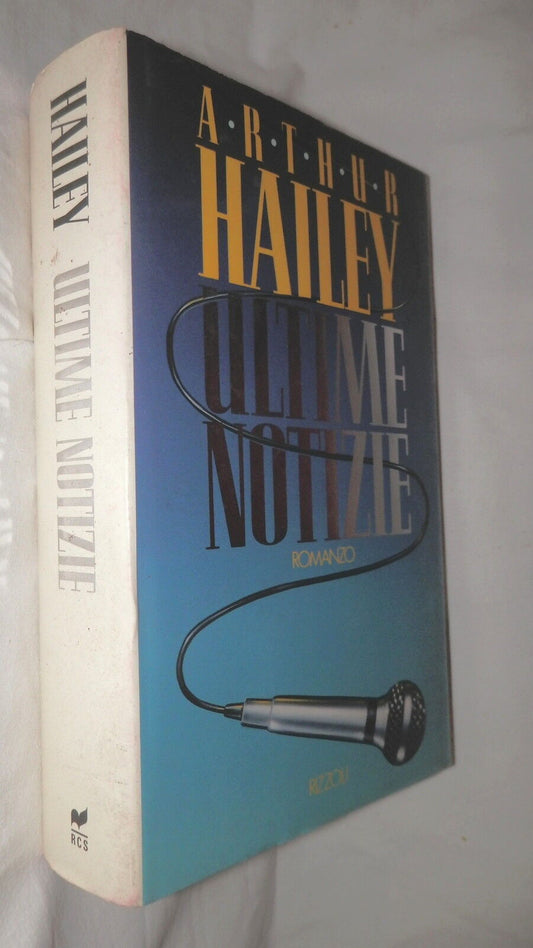 HAILEY ULTIME NOTIZIE
RCS
A·R·T·H·U·R
HAILEY
ULTIME
NOTIZIE
ROMANZO
RIZZOLI